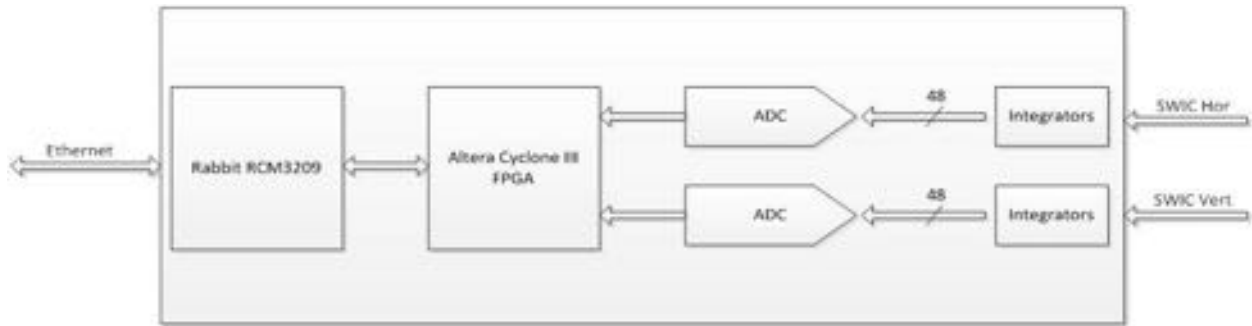 Ethernet
Rabbit RCM3209
Altera Cyclone III
FPGA
ADC
48
Integrators
SWIC Hor
ADC
48
Integrators
SWIC Vert